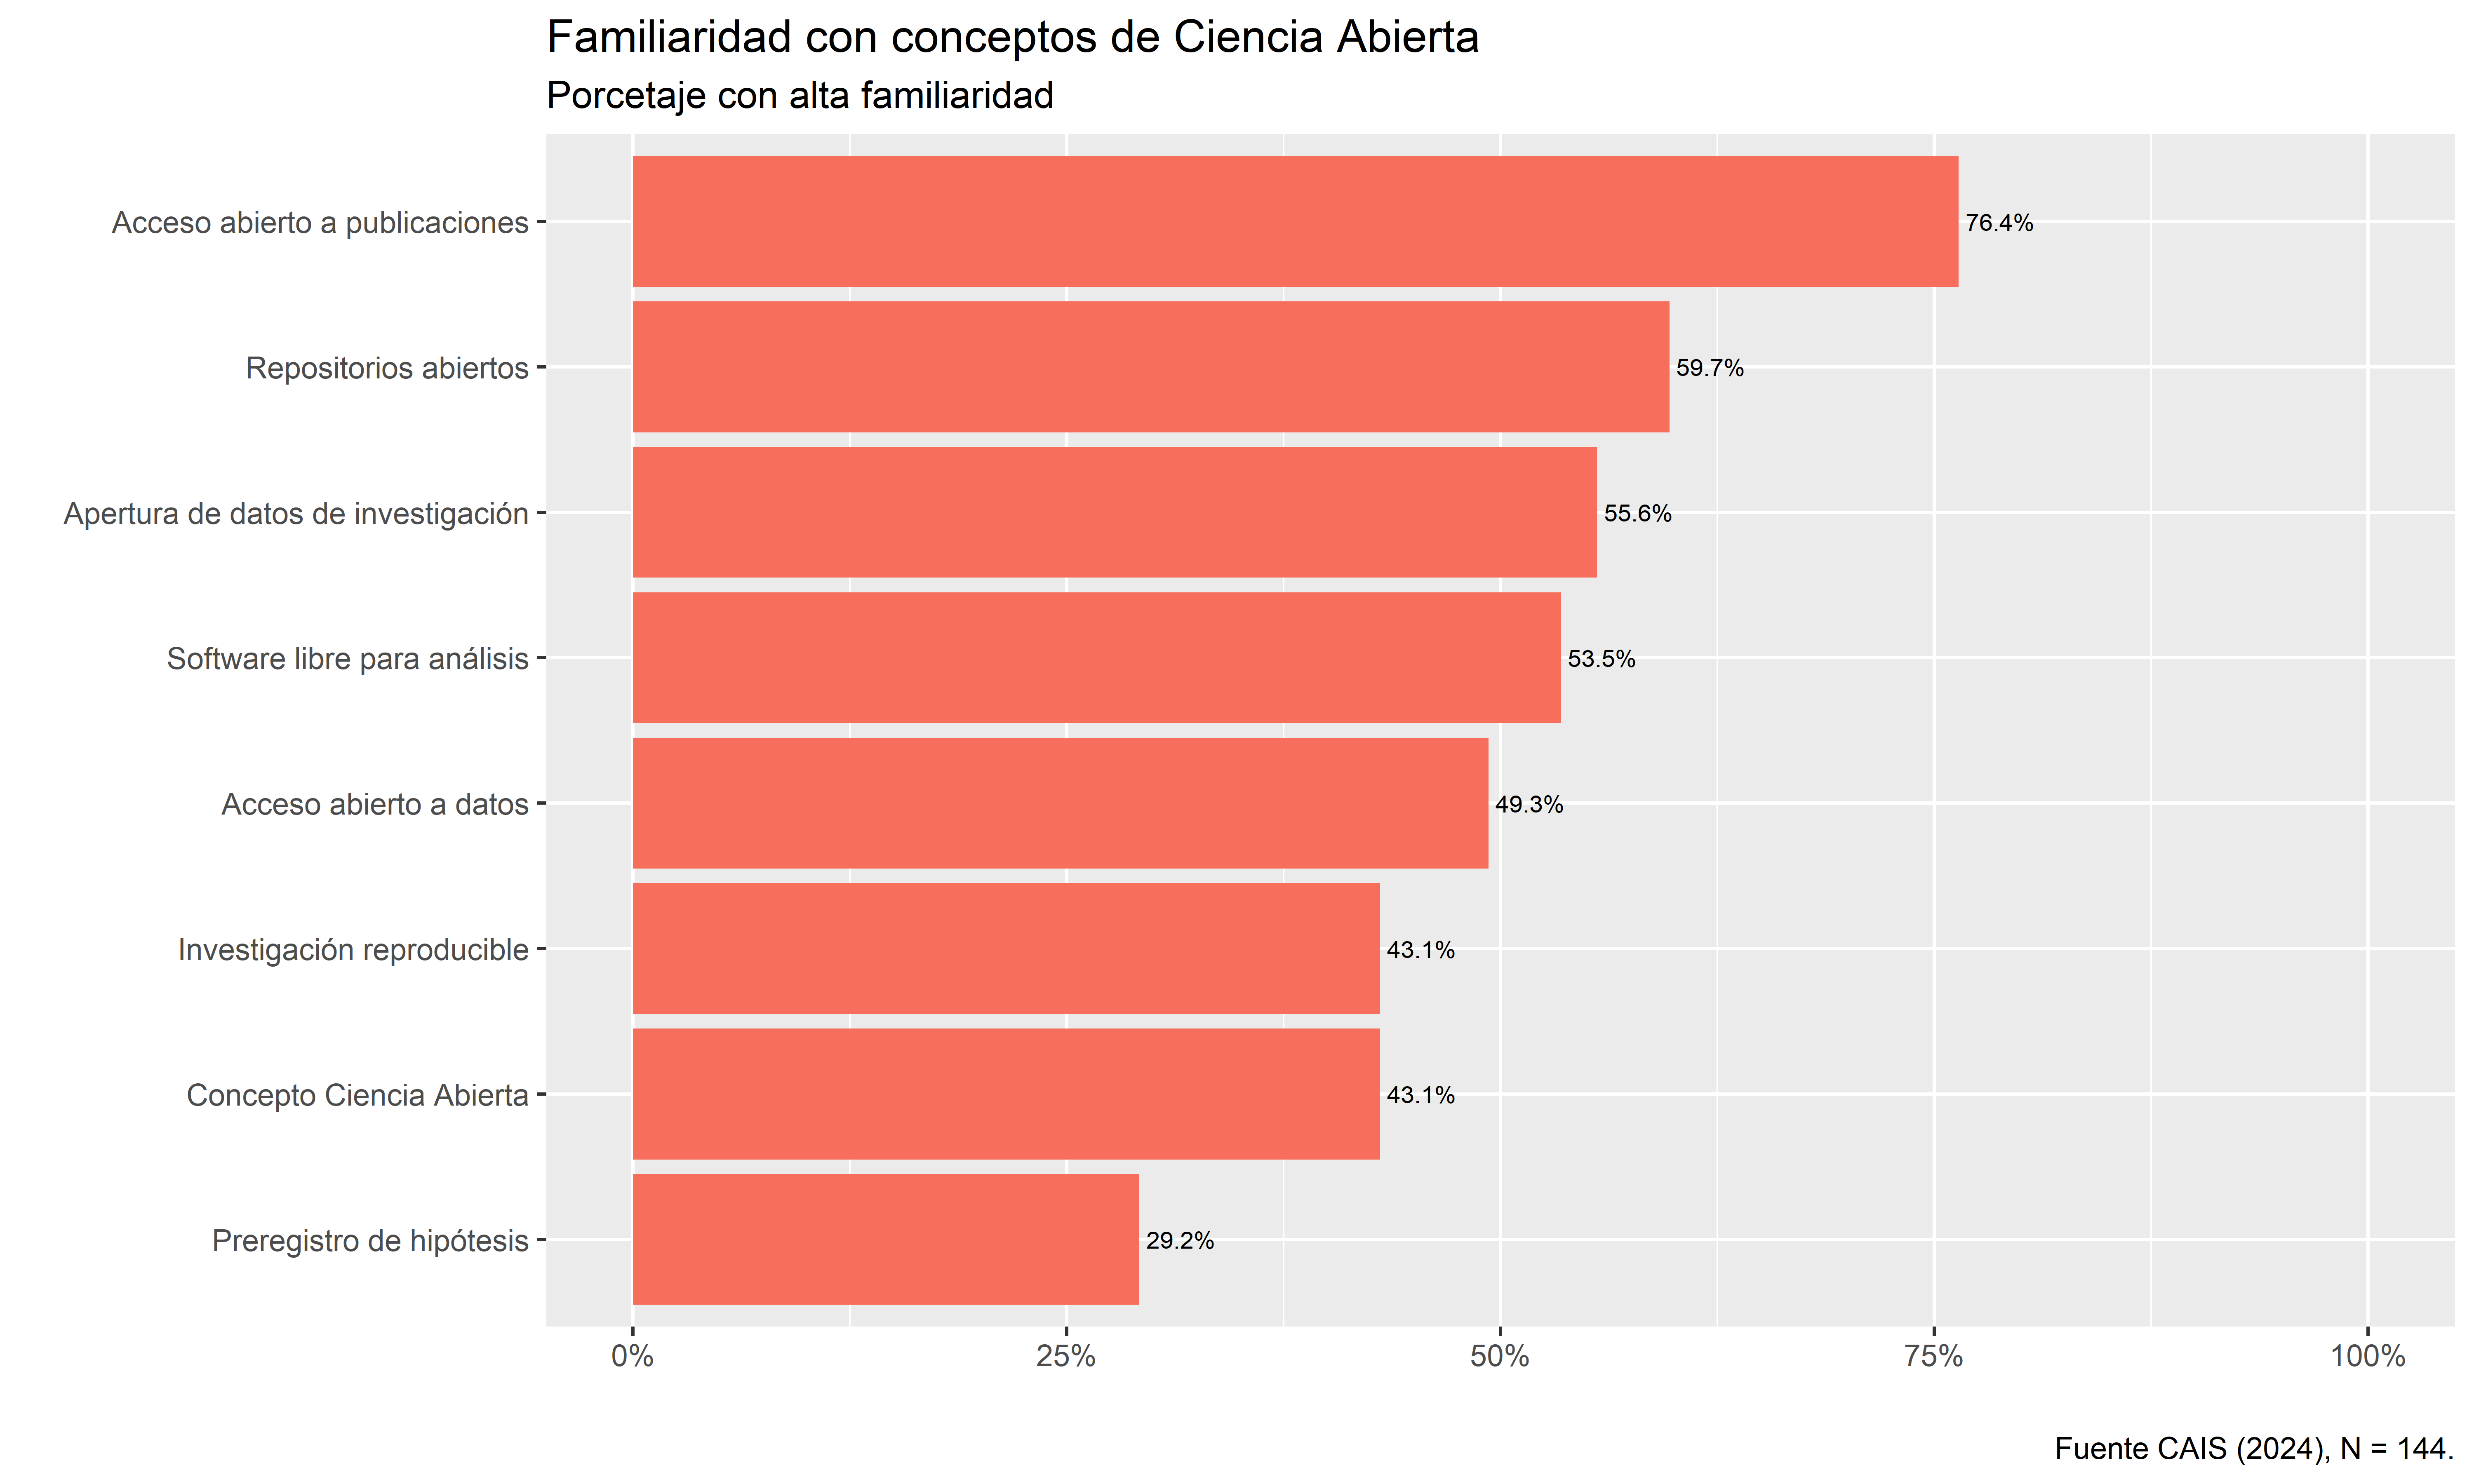 Familiaridad con conceptos de Ciencia Abierta
Porcetaje con alta familiaridad
Acceso abierto a publicaciones 76.4%
Repositorios abiertos 59.7%
Apertura de datos de investigación 55.6%
Software libre para análisis 53.5%
Acceso abierto a datos 49.3%
Investigación reproducible 43.1%
Concepto Ciencia Abierta 43.1%
Preregistro de hipótesis 29.2%
0% 25% 50% 75% 100%
Fuente CAIS (2024), N = 144.